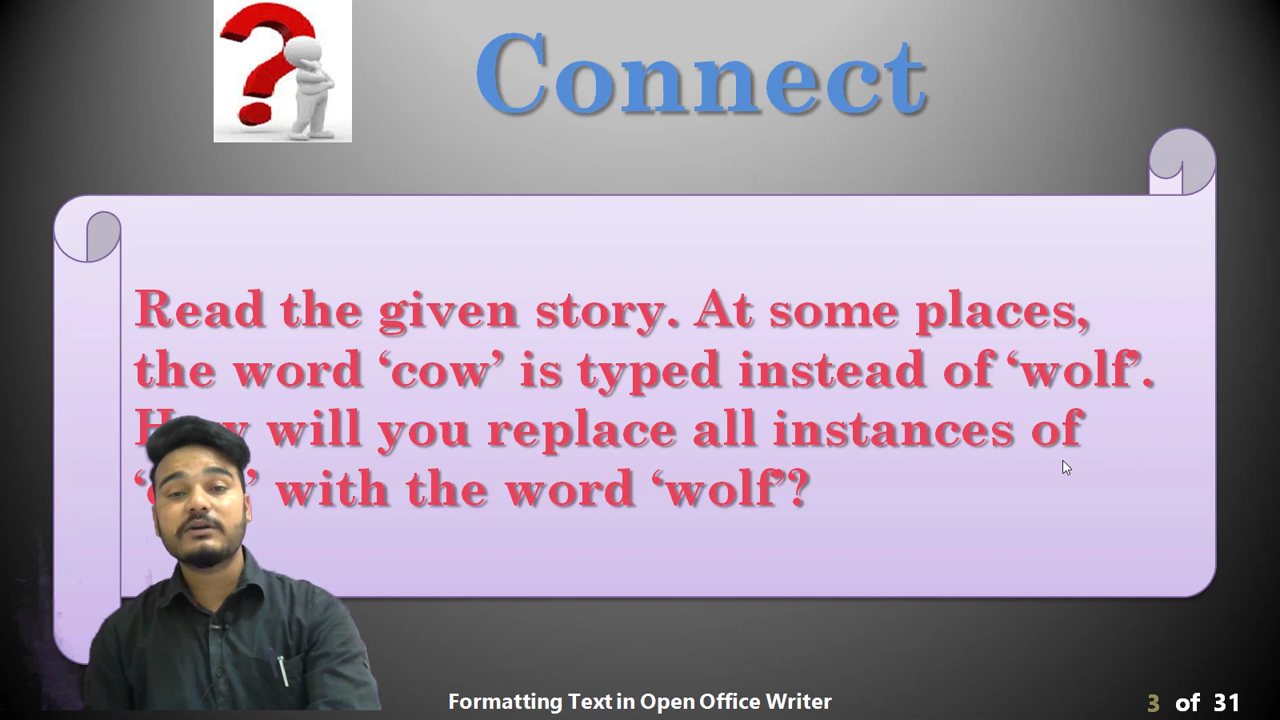 Connect
Read the given story. At some places,
the word ‘cow’ is typed instead of ‘wolf’.
will you replace all instances of
with the word ‘wolf’?
Formatting Text in Open Office Writer
3 of 31